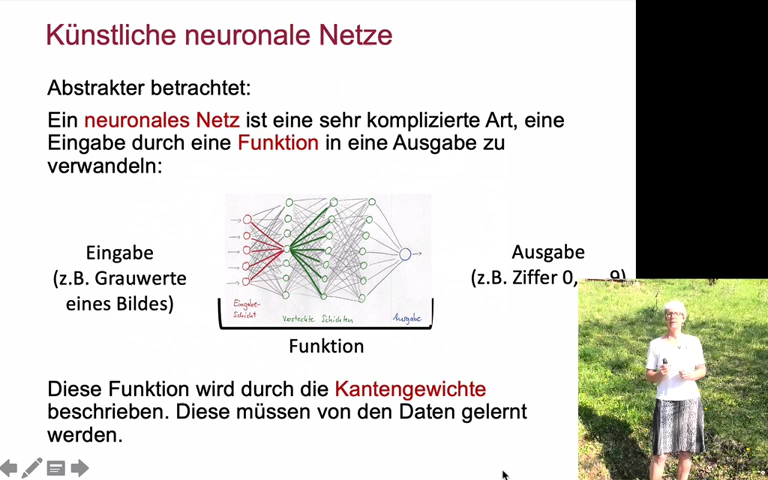 Künstliche neuronale Netze
Abstrakter betrachtet:
Ein neuronales Netz ist eine sehr komplizierte Art, eine
Eingabe durch eine Funktion in eine Ausgabe zu
verwandeln:
Eingabe
(z.B. Grauwerte
eines Bildes)
Eingabe-
Schicht
Versteckte Schichten
Ausgabe
Funktion
Ausgabe
(z.B. Ziffer 0, 9)
Diese Funktion wird durch die Kantengewichte
beschrieben. Diese müssen von den Daten gelernt
werden.